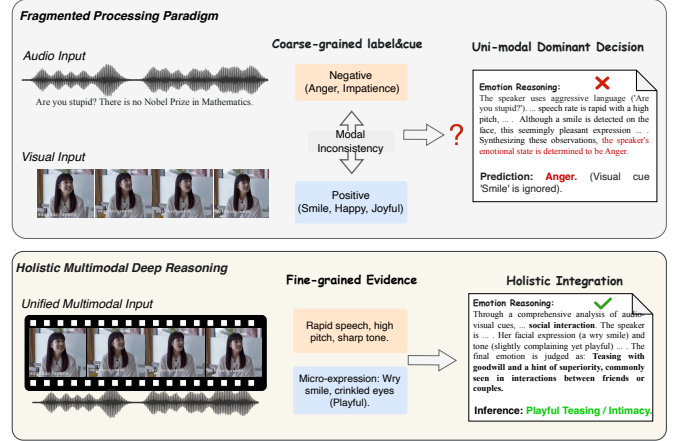 Fragmented Processing Paradigm
Audio Input
Are you stupid? There is no Nobel Prize in Mathematics.
Visual Input
Coarse-grained label&cue
Negative
(Anger, Impatience)
Modal
Inconsistency
Positive
(Smile, Happy, Joyful)
?
Uni-modal Dominant Decision
Emotion Reasoning:
The speaker uses aggressive language ('Are
you stupid?'). ... speech rate is rapid with a high
pitch, ... . Although a smile is detected on the
face, this seemingly pleasant expression ... .
Synthesizing these observations, the speaker's
emotional state is determined to be Anger.
Prediction: Anger. (Visual cue
'Smile' is ignored).
Holistic Multimodal Deep Reasoning
Unified Multimodal Input
Fine-grained Evidence
Rapid speech, high
pitch, sharp tone.
Micro-expression: Wry
smile, crinkled eyes
(Playful).
Holistic Integration
Emotion Reasoning:
Through a comprehensive analysis of audio-
visual cues, ... social interaction. The speaker
is ... . Her facial expression (a wry smile) and
tone (slightly complaining yet playful) ... . The
final emotion is judged as: Teasing with
goodwill and a hint of superiority, commonly
seen in interactions between friends or
couples.
Inference: Playful Teasing / Intimacy.